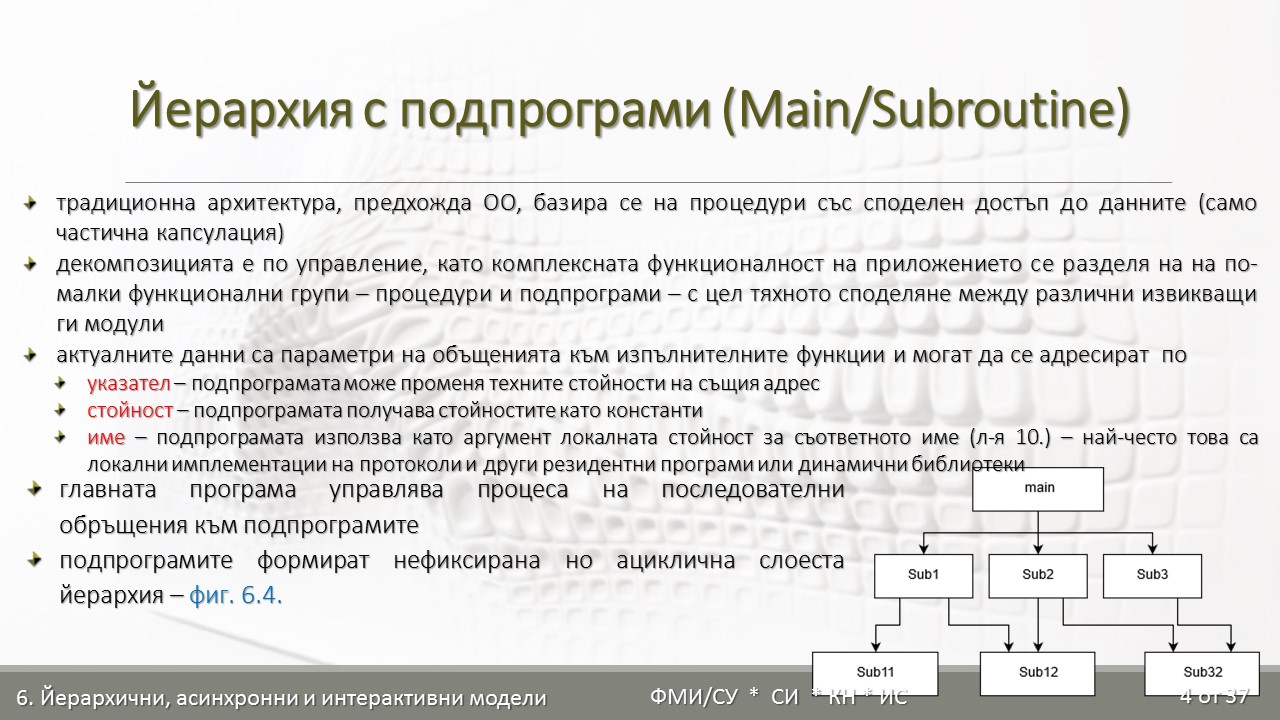 Йерархия с подпрограми (Main/Subroutine)
традиционна архитектура, предхожда ОО, базира се на процедури със споделен достъп до данните (само
частична капсулация)
декомпозицията е по управление, като комплексната функционалност на приложението се разделя на на по-
малки функционални групи – процедури и подпрограми – с цел тяхното споделяне между различни извикващи
ги модули
актуалните данни са параметри на объщенията към изпълнителните функции и могат да се адресират по
указател – подпрограмата може променя техните стойности на същия адрес
стойност – подпрограмата получава стойностите като константи
име – подпрограмата използва като аргумент локалната стойност за съответното име (л-я 10.) – най-често това са
локални имплементации на протоколи и други резидентни програми или динамични библиотеки
главната програма управлява процеса на последователни
обръщения към подпрограмите
подпрограмите формират нефиксирана но ациклична слоеста
йерархия – фиг. 6.4.
main
Sub1 Sub2 Sub3
Sub11 Sub12 Sub32
6. Йерархични, асинхронни и интерактивни модели ФМИ/СУ * СИ * КН * ИС 4 от 37